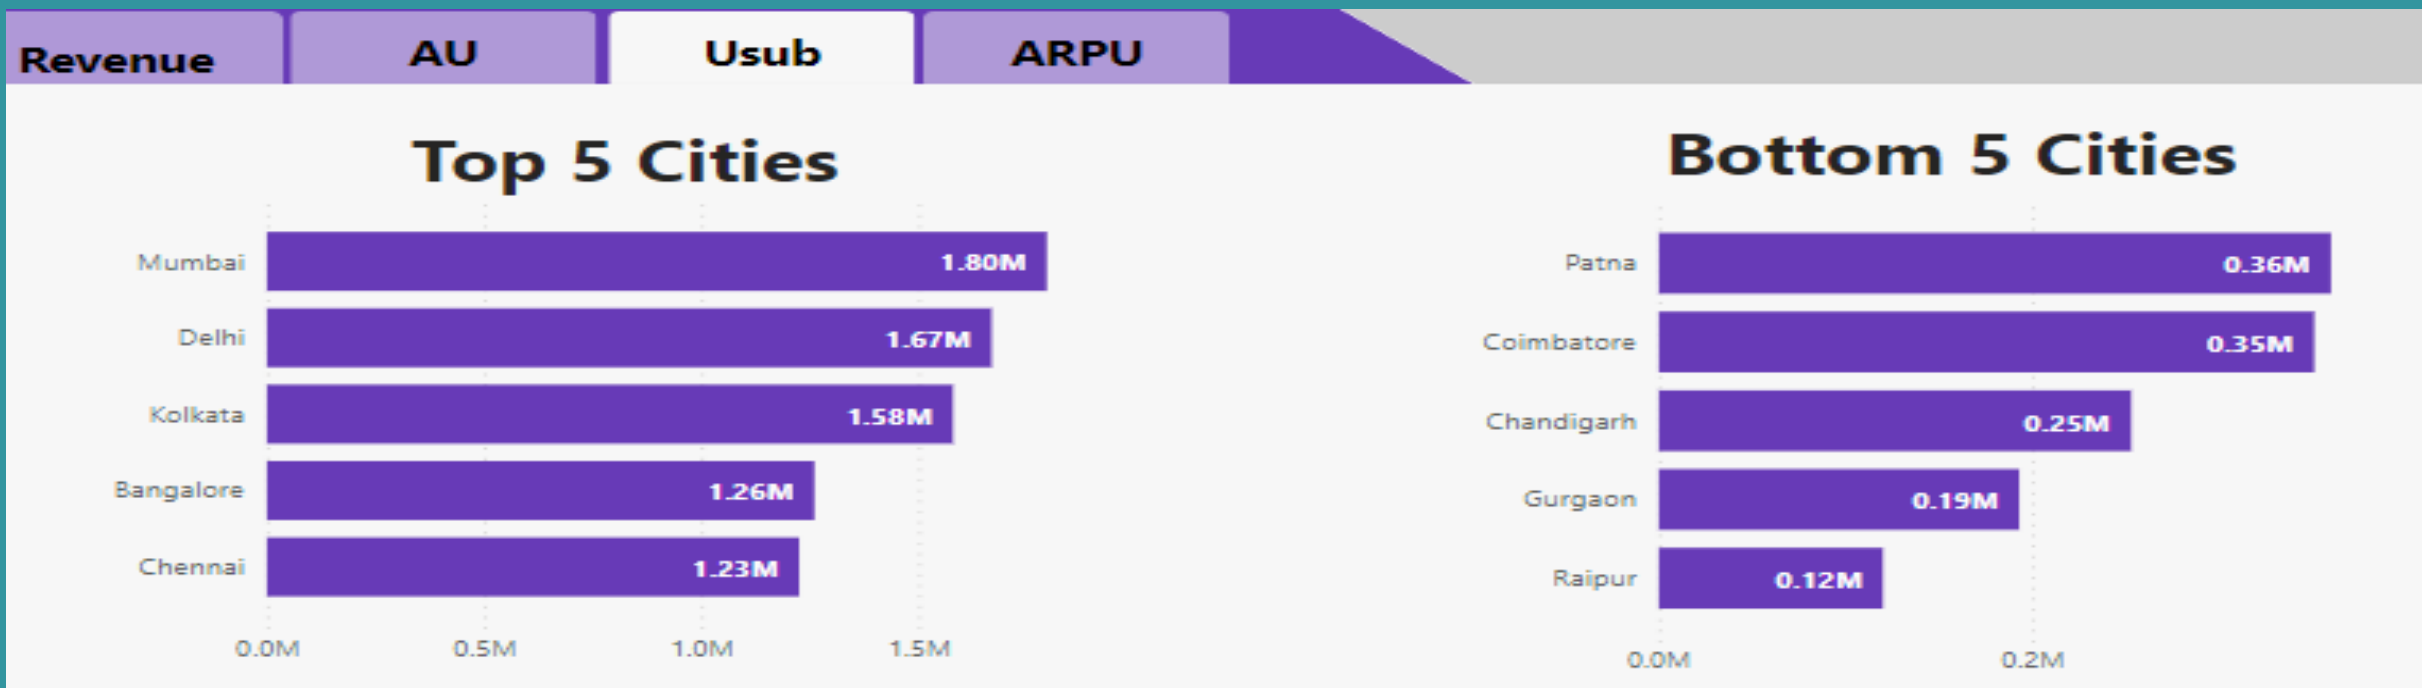 Revenue
AU
Usub
ARPU
Top 5 Cities
Mumbai 1.80M
Delhi 1.67M
Kolkata 1.58M
Bangalore 1.26M
Chennai 1.23M
0.0M 0.5M 1.0M 1.5M
Bottom 5 Cities
Patna 0.36M
Coimbatore 0.35M
Chandigarh 0.25M
Gurgaon 0.19M
Raipur 0.12M
0.0M 0.2M